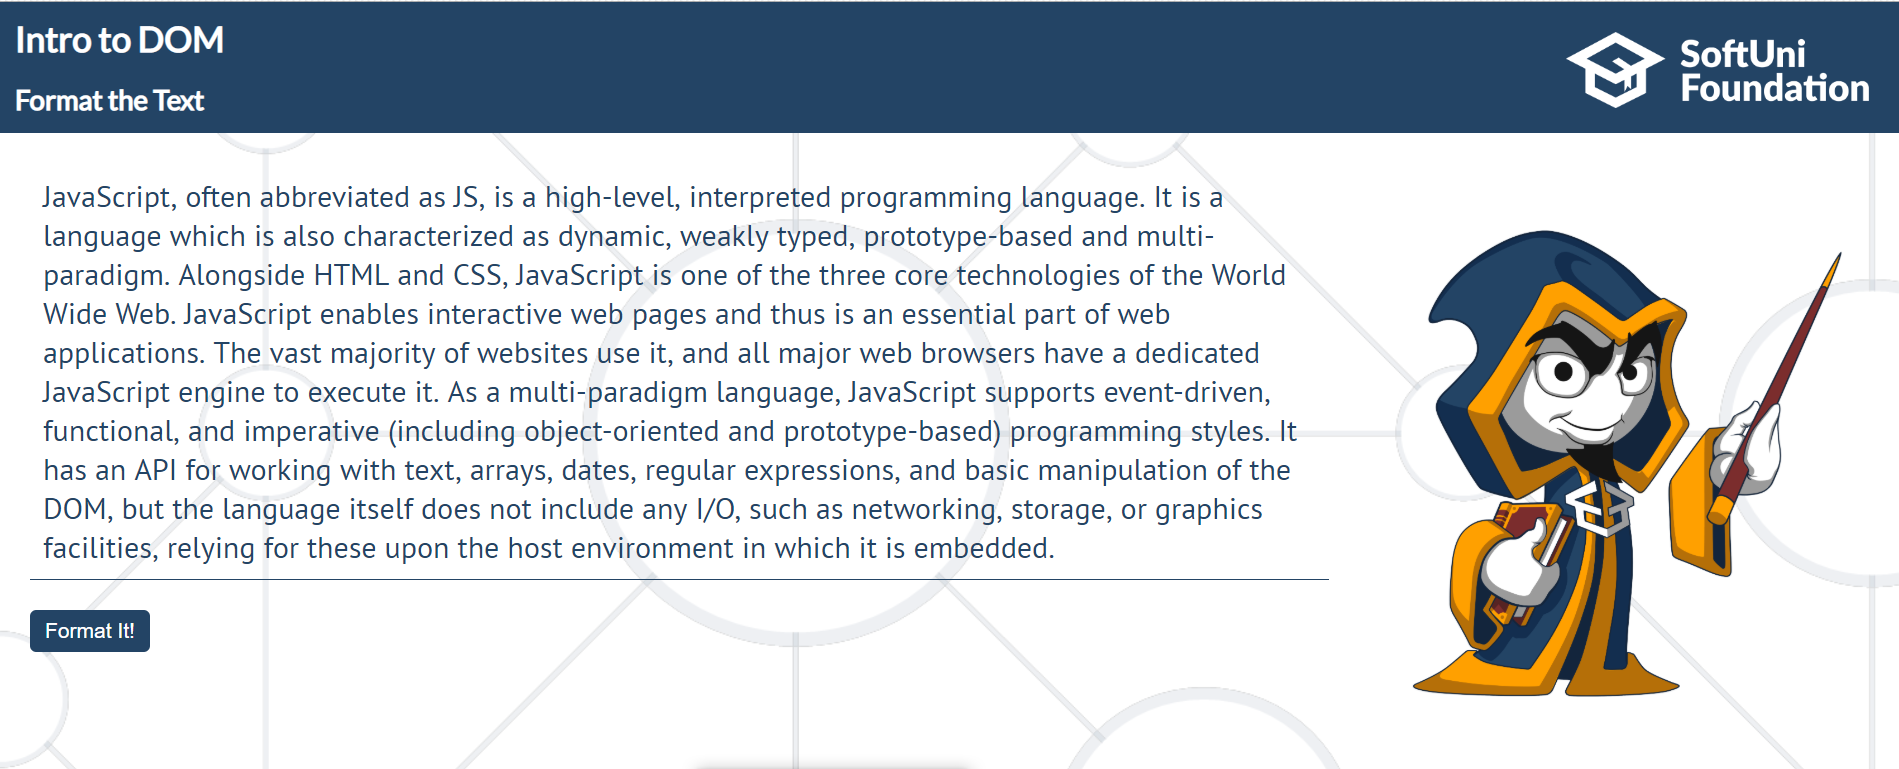 Intro to DOM
Format the Text
SoftUni
Foundation
JavaScript, often abbreviated as JS, is a high-level, interpreted programming language. It is a
language which is also characterized as dynamic, weakly typed, prototype-based and multi-
paradigm. Alongside HTML and CSS, JavaScript is one of the three core technologies of the World
Wide Web. JavaScript enables interactive web pages and thus is an essential part of web
applications. The vast majority of websites use it, and all major web browsers have a dedicated
JavaScript engine to execute it. As a multi-paradigm language, JavaScript supports event-driven,
functional, and imperative (including object-oriented and prototype-based) programming styles. It
has an API for working with text, arrays, dates, regular expressions, and basic manipulation of the
DOM, but the language itself does not include any I/O, such as networking, storage, or graphics
facilities, relying for these upon the host environment in which it is embedded.
Format It!